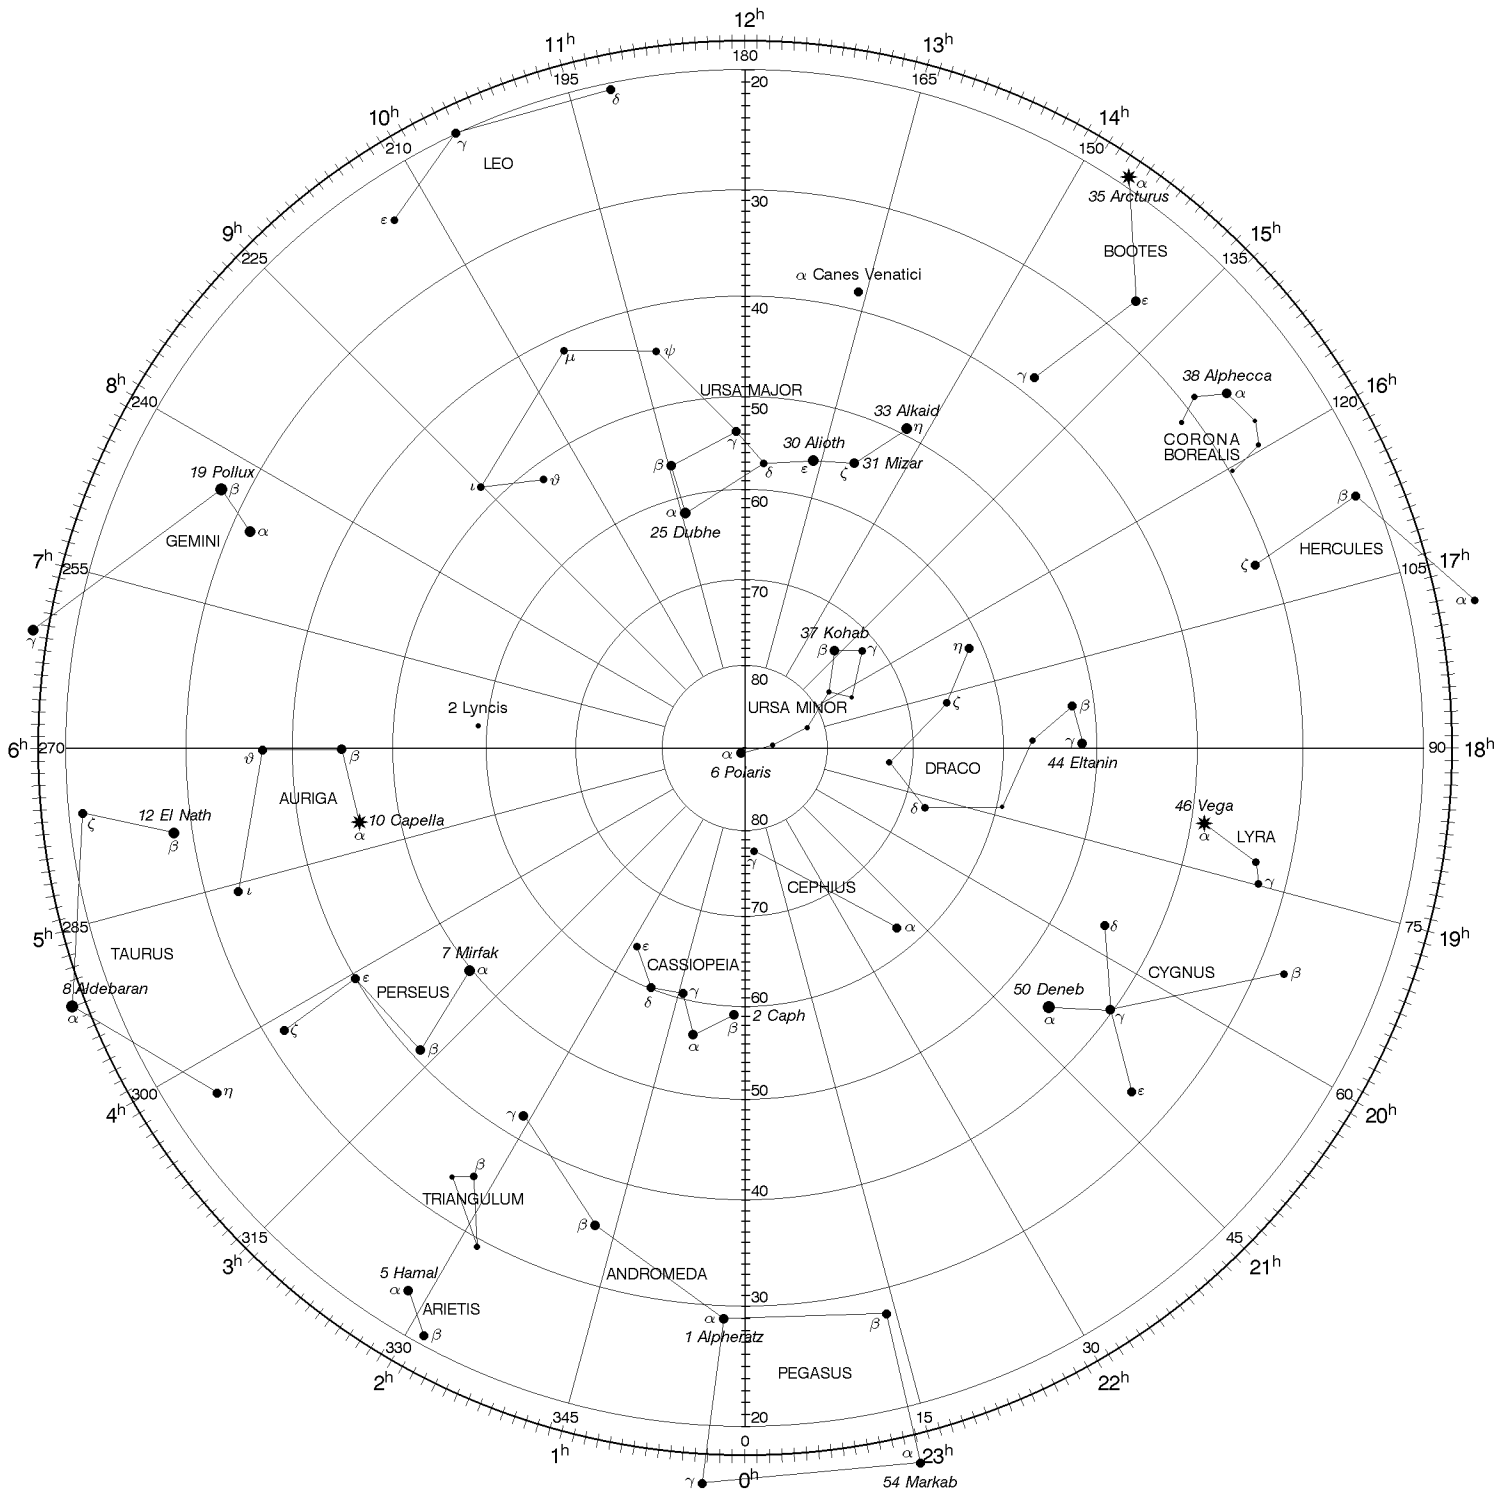 12ʰ
11ʰ
13ʰ
180
20
195
165
δ
10ʰ
14ʰ
210
γ
150
LEO
α
35 Arcturus
30
ε
9ʰ
15ʰ
225
BOOTES
135
α Canes Venatici
ε
40
μ
ψ
γ
8ʰ
38 Alphecca
α
16ʰ
240
URSA MAJOR
120
50
33 Alkaid
η
γ
30 Alioth
CORONA
BOREALIS
19 Pollux
β
β
δ
ε
ζ
31 Mizar
ι
ϑ
β
60
α
25 Dubhe
α
GEMINI
HERCULES
7ʰ
255
ζ
105
17ʰ
70
α
γ
37 Kohab
β
γ
η
80
2 Lyncis
URSA MINOR
ζ
β
6ʰ
270
ϑ
β
α
6 Polaris
γ
44 Eltanin
90
18ʰ
DRACO
AURIGA
12 El Nath
β
ζ
10 Capella
α
80
δ
46 Vega
α
LYRA
γ
γ
CEPHIUS
ι
70
α
285
5ʰ
TAURUS
7 Mirfak
α
ε
δ
75
19ʰ
CASSIOPEIA
ε
PERSEUS
CYGNUS
β
8 Aldebaran
α
δ
γ
60
50 Deneb
α
γ
2 Caph
β
ζ
α
β
300
4ʰ
η
50
ε
60
20ʰ
γ
β
TRIANGULUM
40
β
315
3ʰ
45
21ʰ
5 Hamal
α
ANDROMEDA
30
ARIETIS
β
α
1 Alpheratz
β
330
2ʰ
PEGASUS
30
22ʰ
345
20
15
1ʰ
0
α
23ʰ
γ
0ʰ
54 Markab